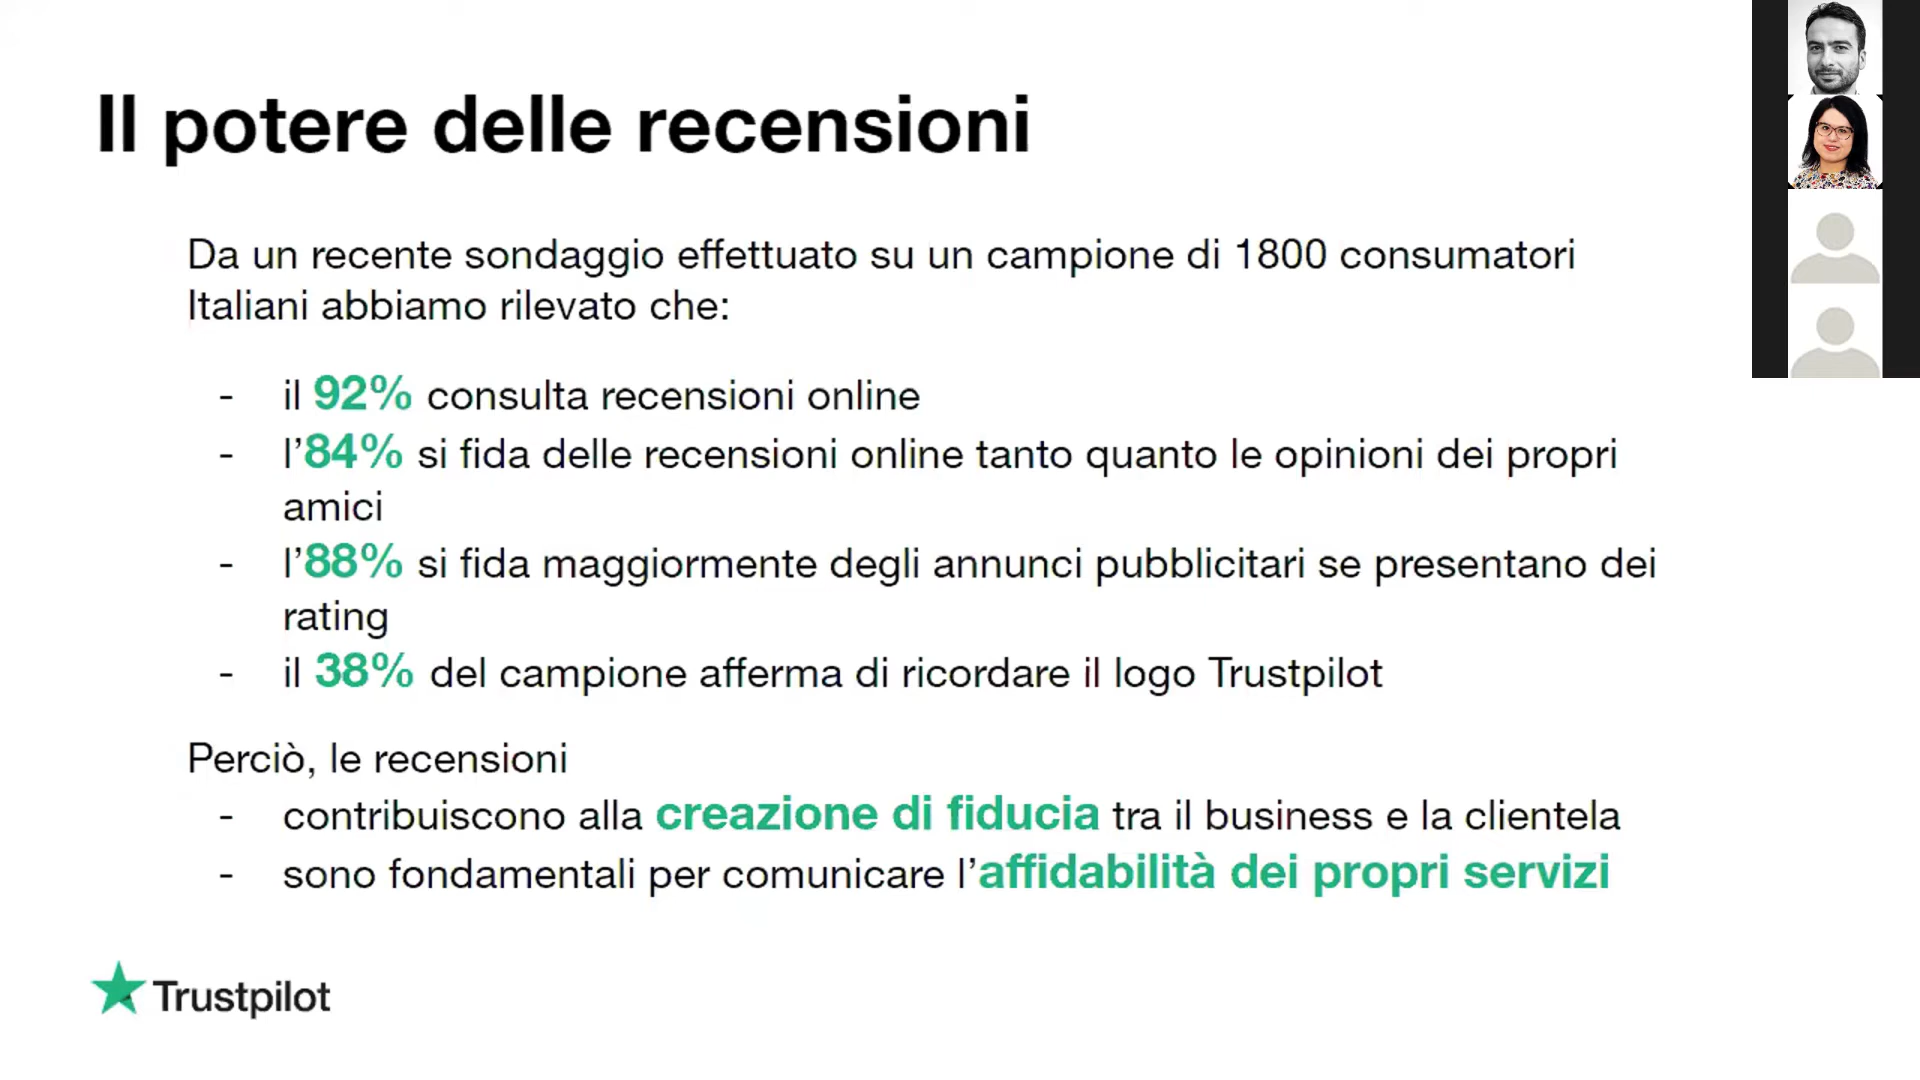 Il potere delle recensioni
Da un recente sondaggio effettuato su un campione di 1800 consumatori
Italiani abbiamo rilevato che:
- il 92% consulta recensioni online
- l’84% si fida delle recensioni online tanto quanto le opinioni dei propri
amici
- l’88% si fida maggiormente degli annunci pubblicitari se presentano dei
rating
- il 38% del campione afferma di ricordare il logo Trustpilot
Perciò, le recensioni
- contribuiscono alla creazione di fiducia tra il business e la clientela
- sono fondamentali per comunicare l’affidabilità dei propri servizi
Trustpilot